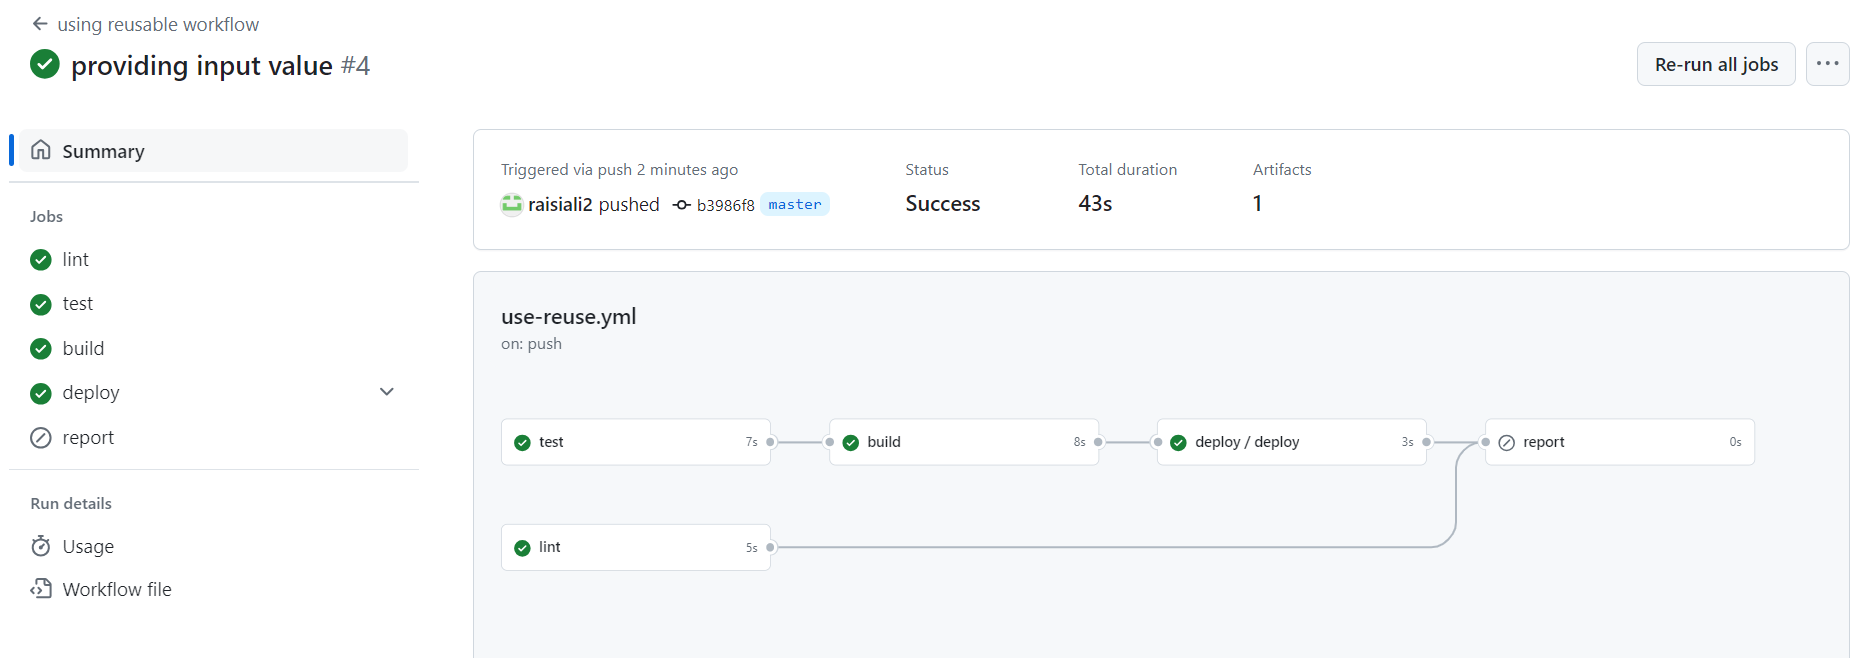 using reusable workflow
providing input value #4
Re-run all jobs
Summary
Jobs
lint
test
build
deploy
report
Run details
Usage
Workflow file
Triggered via push 2 minutes ago
raisiali2 pushed b3986f8 master
Status
Success
Total duration
43s
Artifacts
1
use-reuse.yml
on: push
test 7s
build 8s
deploy / deploy 3s
report 0s
lint 5s